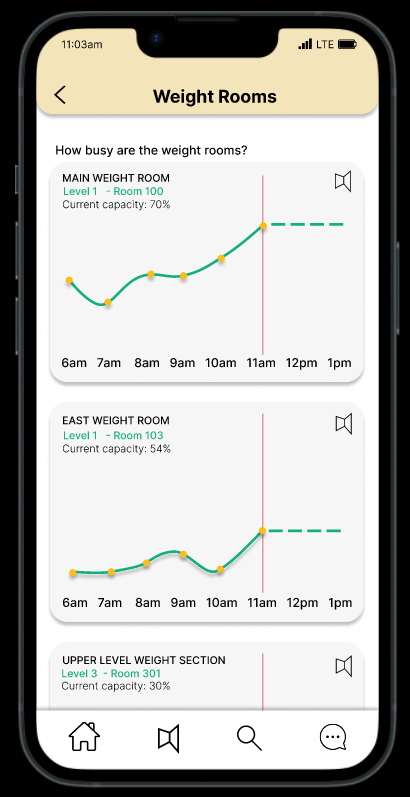 11:03am LTE
Weight Rooms
How busy are the weight rooms?
MAIN WEIGHT ROOM
Level 1 - Room 100
Current capacity: 70%
6am 7am 8am 9am 10am 11am 12pm 1pm
EAST WEIGHT ROOM
Level 1 - Room 103
Current capacity: 54%
6am 7am 8am 9am 10am 11am 12pm 1pm
UPPER LEVEL WEIGHT SECTION
Level 3 - Room 301
Current capacity: 30%